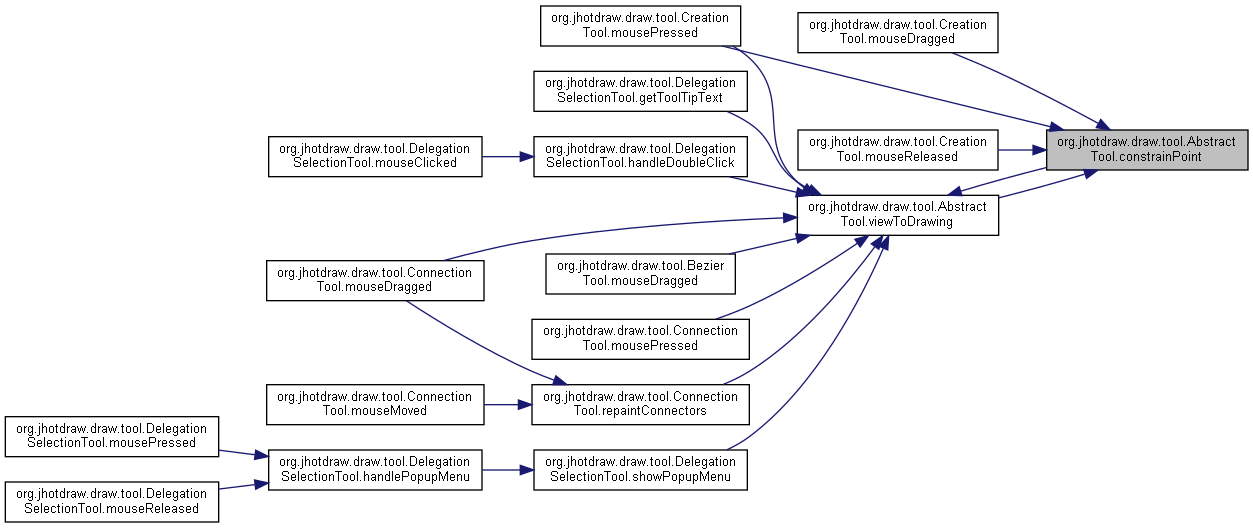 org.jhotdraw.draw.tool.Creation
Tool.mousePressed
org.jhotdraw.draw.tool.Creation
Tool.mouseDragged
org.jhotdraw.draw.tool.Delegation
SelectionTool.getToolTipText
org.jhotdraw.draw.tool.Creation
Tool.mouseReleased
org.jhotdraw.draw.tool.Abstract
Tool.constrainPoint
org.jhotdraw.draw.tool.Delegation
SelectionTool.mouseClicked
org.jhotdraw.draw.tool.Delegation
SelectionTool.handleDoubleClick
org.jhotdraw.draw.tool.Abstract
Tool.viewToDrawing
org.jhotdraw.draw.tool.Connection
Tool.mouseDragged
org.jhotdraw.draw.tool.Bezier
Tool.mouseDragged
org.jhotdraw.draw.tool.Connection
Tool.mousePressed
org.jhotdraw.draw.tool.Connection
Tool.mouseMoved
org.jhotdraw.draw.tool.Connection
Tool.repaintConnectors
org.jhotdraw.draw.tool.Delegation
SelectionTool.mousePressed
org.jhotdraw.draw.tool.Delegation
SelectionTool.handlePopupMenu
org.jhotdraw.draw.tool.Delegation
SelectionTool.showPopupMenu
org.jhotdraw.draw.tool.Delegation
SelectionTool.mouseReleased